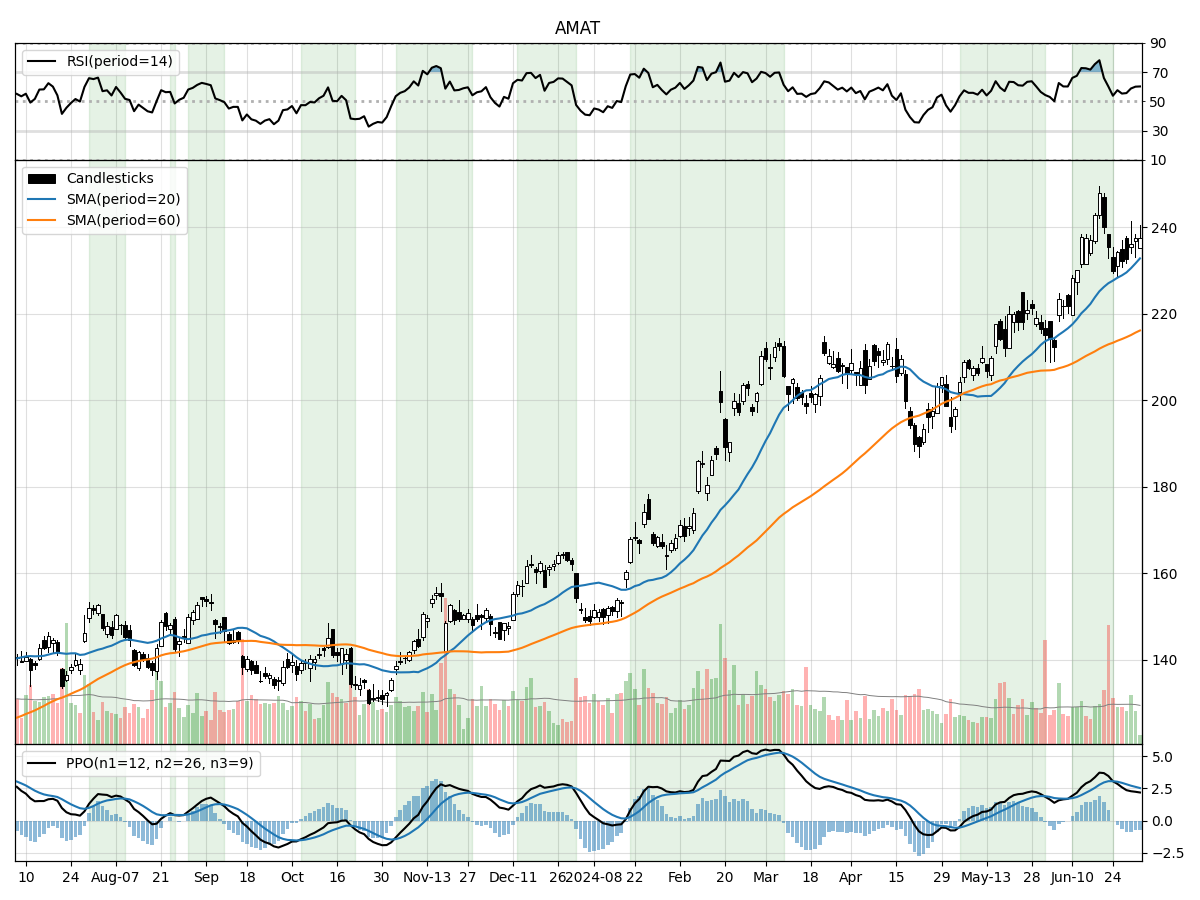 AMAT
RSI(period=14)
90
70
50
30
10
Candlesticks
SMA(period=20)
SMA(period=60)
240
220
200
180
160
140
PPO(n1=12, n2=26, n3=9)
5.0
2.5
0.0
−2.5
10 24 Aug-07 21 Sep 18 Oct 16 30 Nov-13 27 Dec-11 26 2024-08 22 Feb 20 Mar 18 Apr 15 29 May-13 28 Jun-10 24